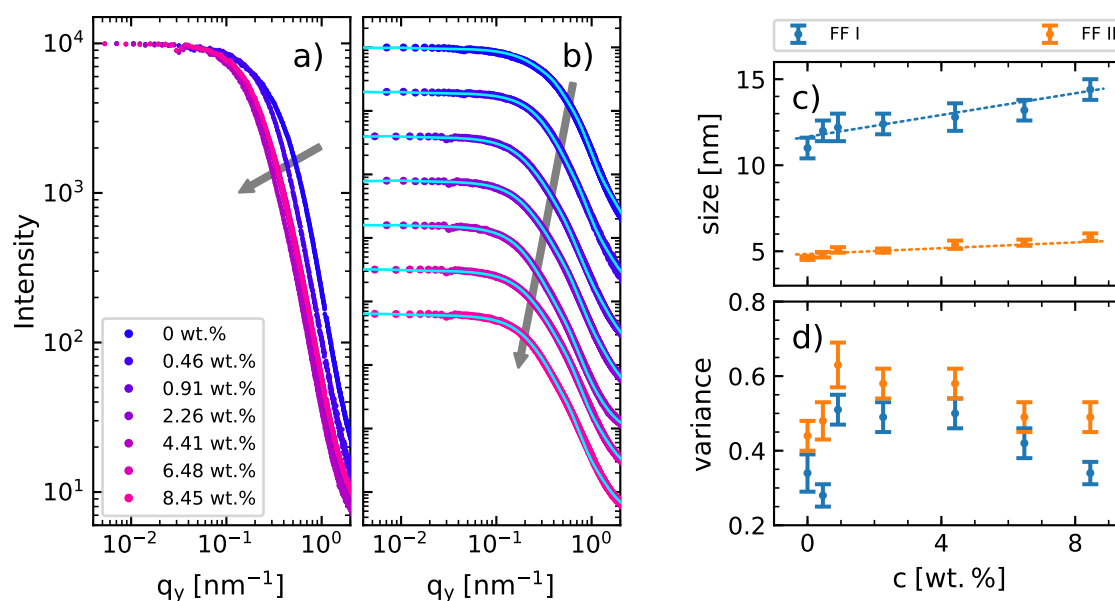 FF I FF II
a) b) c)
10⁴
10³
10²
10¹
Intensity
0 wt.%
0.46 wt.%
0.91 wt.%
2.26 wt.%
4.41 wt.%
6.48 wt.%
8.45 wt.%
10⁻² 10⁻¹ 10⁰
q_y [nm⁻¹]
10⁻² 10⁻¹ 10⁰
q_y [nm⁻¹]
15
10
5
size [nm]
d)
0.8
0.6
0.4
0.2
variance
0 4 8
c [wt. %]